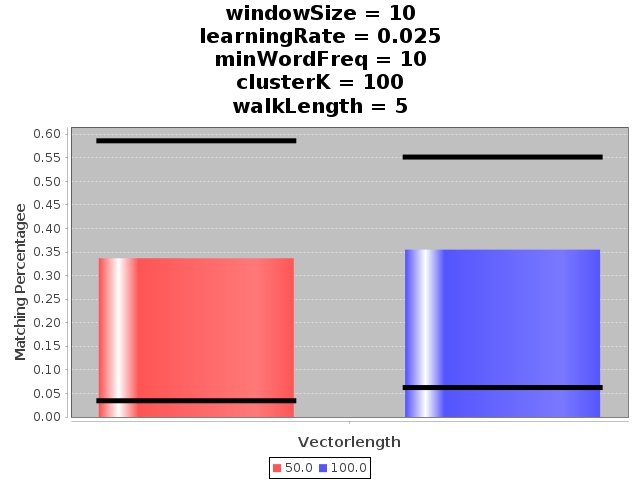 windowSize = 10
learningRate = 0.025
minWordFreq = 10
clusterK = 100
walkLength = 5
0.60
0.55
0.50
0.45
0.40
0.35
0.30
0.25
0.20
0.15
0.10
0.05
0.00
Matching Percentagee
Vectorlength
50.0 100.0